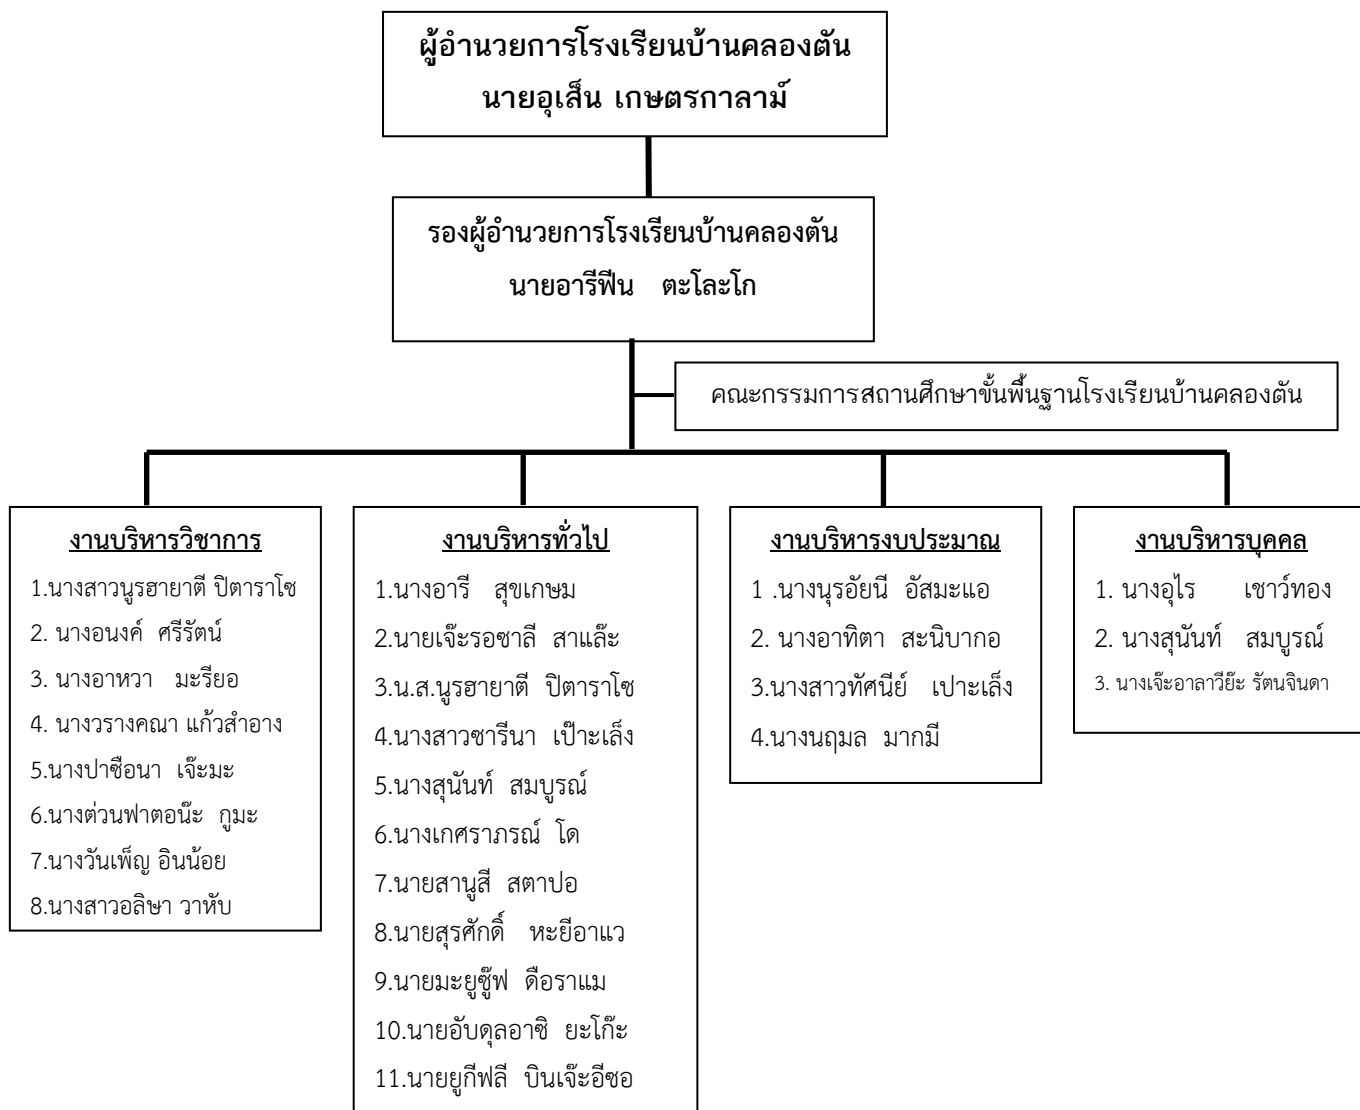 ผู้อำนวยการโรงเรียนบ้านคลองตัน
นายอุเส็น เกษตรกาลาม์
รองผู้อำนวยการโรงเรียนบ้านคลองตัน
นายอารีฟีน ตะโละโก
คณะกรรมการสถานศึกษาขั้นพื้นฐานโรงเรียนบ้านคลองตัน
งานบริหารวิชาการ
1.นางสาวนูรฮายาตี ปิตาราโซ
2. นางอนงค์ ศรีรัตน์
3. นางอาหวา มะรียอ
4. นางวรางคณา แก้วสำอาง
5.นางปาซือนา เจ๊ะมะ
6.นางต่วนฟาตอน๊ะ กูมะ
7.นางวันเพ็ญ อินน้อย
8.นางสาวอลิษา วาหับ
งานบริหารทั่วไป
1.นางอารี สุขเกษม
2.นายเจ๊ะรอซาลี สาแล๊ะ
3.น.ส.นูรฮายาตี ปิตาราโซ
4.นางสาวซารีนา เป๊าะเล็ง
5.นางสุนันท์ สมบูรณ์
6.นางเกศราภรณ์ โด
7.นายสานูสี สตาปอ
8.นายสุรศักดิ์ หะยีอาแว
9.นายมะยูซู๊ฟ ดือราแม
10.นายอับดุลอาซิ ยะโก๊ะ
11.นายยูกีฟลี บินเจ๊ะอีซอ
งานบริหารงบประมาณ
1 .นางนุรอัยนี อัสมะแอ
2. นางอาทิตา สะนิบากอ
3.นางสาวทัศนีย์ เปาะเล็ง
4.นางนฤมล มากมี
งานบริหารบุคคล
1. นางอุไร เชาว์ทอง
2. นางสุนันท์ สมบูรณ์
3. นางเจ๊ะอาลาวีย๊ะ รัตนจินดา